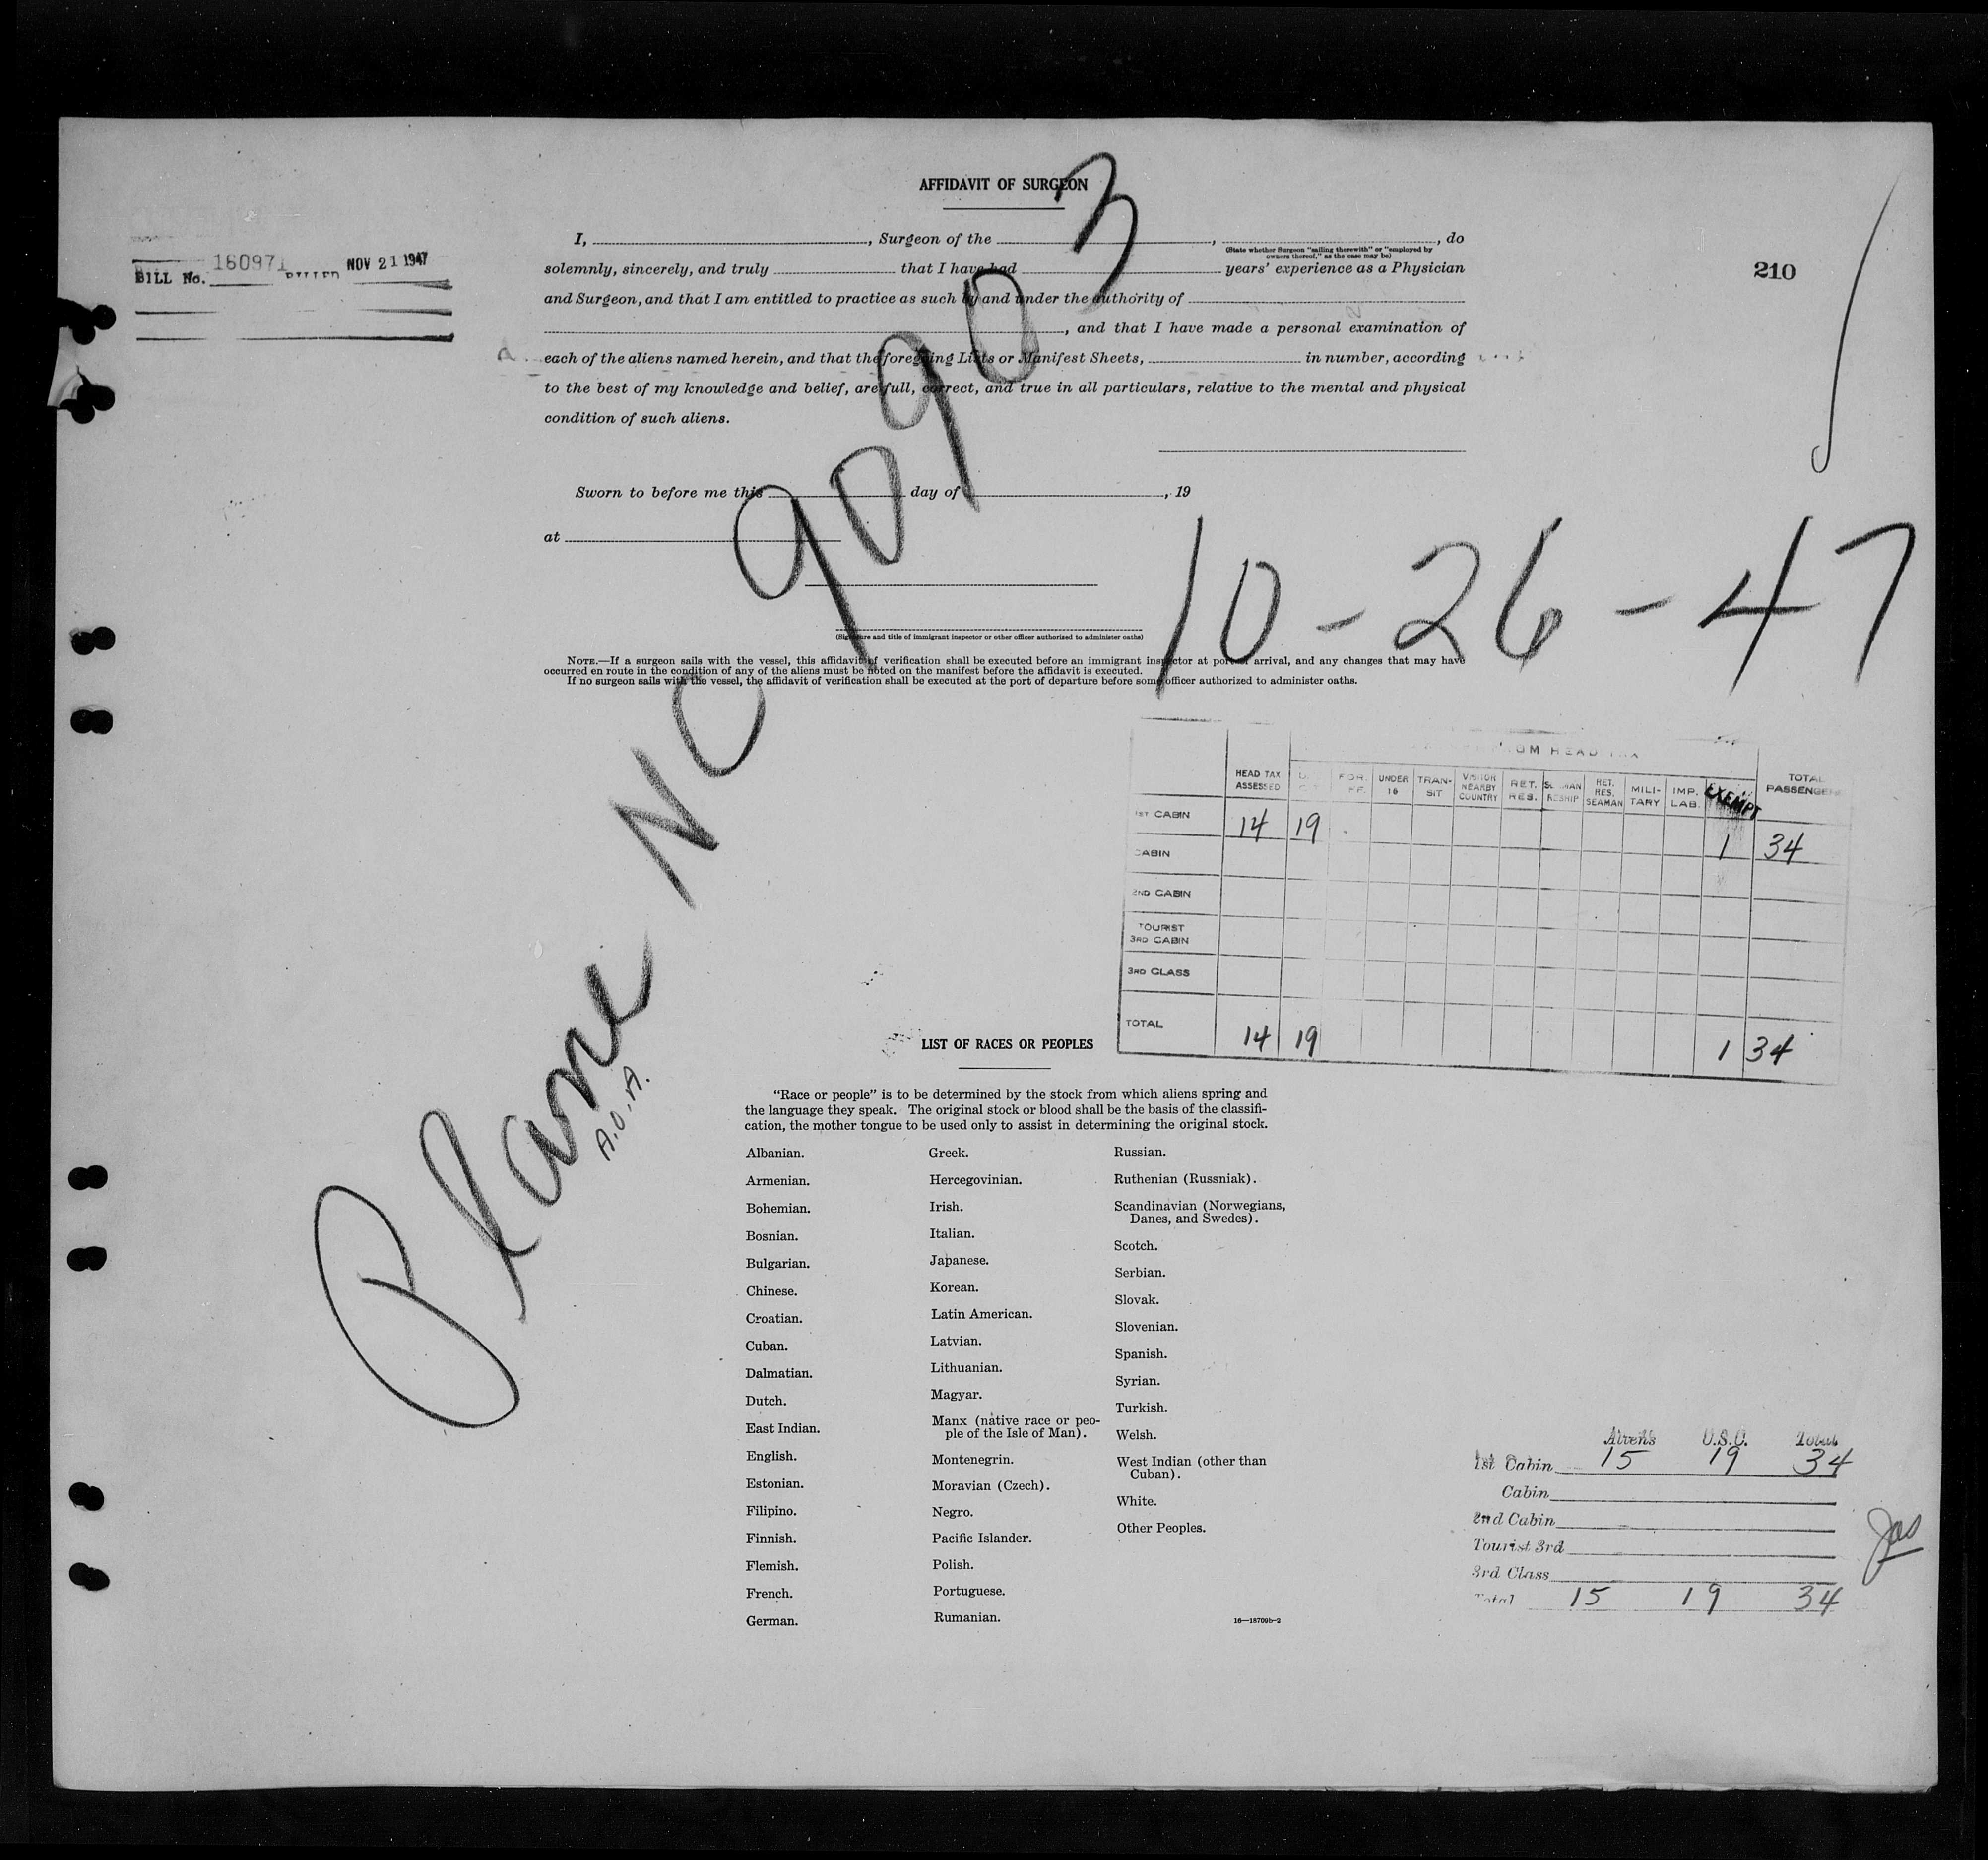 AFFIDAVIT OF SURGEON
I, , Surgeon of the , , do
(State whether Surgeon "sailing therewith" or "employed by
owners thereof," as the case may be)
solemnly, sincerely, and truly that I have had years' experience as a Physician
and Surgeon, and that I am entitled to practice as such by and under the authority of
, and that I have made a personal examination of
each of the aliens named herein, and that the foregoing Lists or Manifest Sheets, in number, according
to the best of my knowledge and belief, are full, correct, and true in all particulars, relative to the mental and physical
condition of such aliens.
BILL No. 160971 BILLED NOV 21 1947
210
Sworn to before me this day of , 19
at
(Signature and title of immigrant inspector or other officer authorized to administer oaths)
NOTE.—If a surgeon sails with the vessel, this affidavit of verification shall be executed before an immigrant inspector at port of arrival, and any changes that may have
occurred en route in the condition of any of the aliens must be noted on the manifest before the affidavit is executed.
If no surgeon sails with the vessel, the affidavit of verification shall be executed at the port of departure before some officer authorized to administer oaths.
Plane NC 90903
A.O.A.
10-26-47
FROM HEAD TAX
HEAD TAX ASSESSED FOR. UNDER 16 TRANSIT VISITOR NEARBY COUNTRY RET. RES. SEAMAN RESHIP RET. RES. SEAMAN MILITARY IMP. LAB. EXEMPT TOTAL PASSENGERS
1ST CABIN 14 19 1 34
CABIN
2ND CABIN
TOURIST
3RD CABIN
3RD CLASS
TOTAL 14 19 1 34
LIST OF RACES OR PEOPLES
"Race or people" is to be determined by the stock from which aliens spring and
the language they speak. The original stock or blood shall be the basis of the classifi-
cation, the mother tongue to be used only to assist in determining the original stock.
Albanian.
Armenian.
Bohemian.
Bosnian.
Bulgarian.
Chinese.
Croatian.
Cuban.
Dalmatian.
Dutch.
East Indian.
English.
Estonian.
Filipino.
Finnish.
Flemish.
French.
German.
Greek.
Hercegovinian.
Irish.
Italian.
Japanese.
Korean.
Latin American.
Latvian.
Lithuanian.
Magyar.
Manx (native race or peo-
ple of the Isle of Man).
Montenegrin.
Moravian (Czech).
Negro.
Pacific Islander.
Polish.
Portuguese.
Rumanian.
Russian.
Ruthenian (Russniak).
Scandinavian (Norwegians,
Danes, and Swedes).
Scotch.
Serbian.
Slovak.
Slovenian.
Spanish.
Syrian.
Turkish.
Welsh.
West Indian (other than
Cuban).
White.
Other Peoples.
16—18709b-2
Aliens U.S.C. Total
1st Cabin 15 19 34
Cabin
2nd Cabin
Tourist 3rd
3rd Class
Total 15 19 34